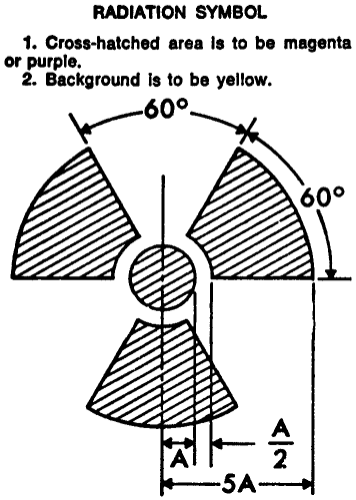 RADIATION SYMBOL
1. Cross-hatched area is to be magenta
or purple.
2. Background is to be yellow.
60°
60°
A
A
2
5A